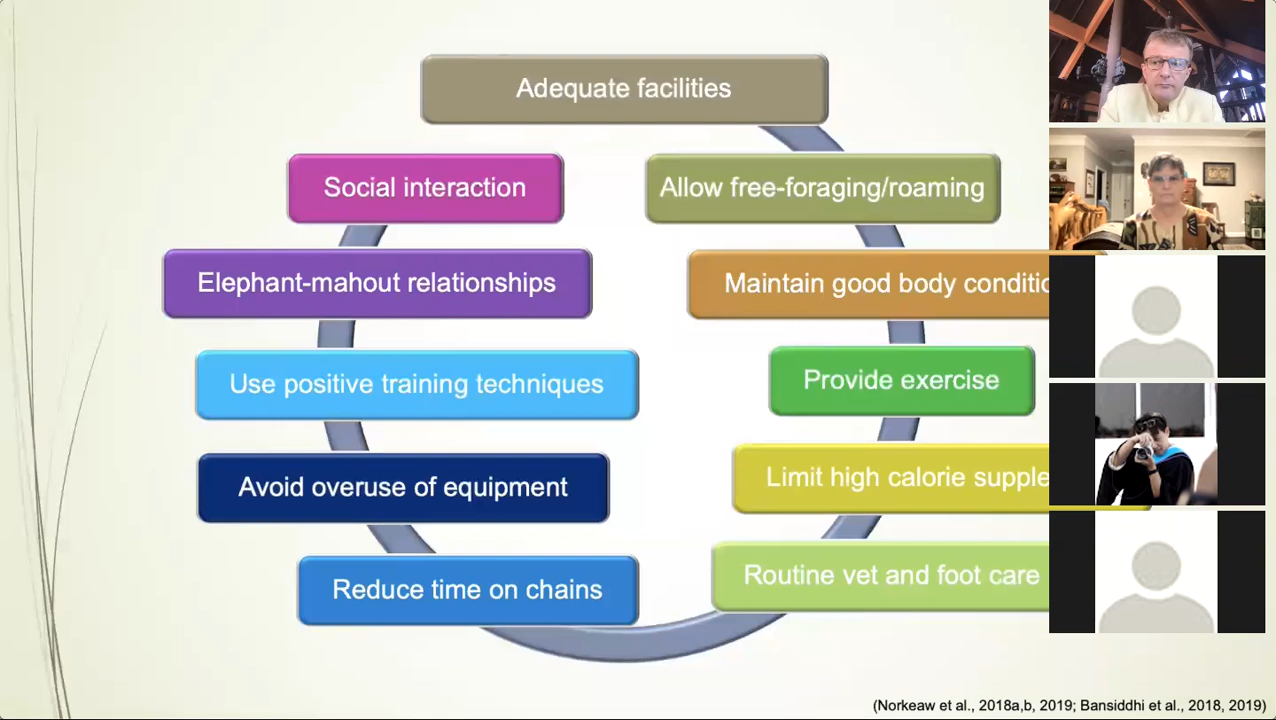 Adequate facilities
Social interaction
Allow free-foraging/roaming
Elephant-mahout relationships
Maintain good body conditio
Use positive training techniques
Provide exercise
Avoid overuse of equipment
Limit high calorie supple
Reduce time on chains
Routine vet and foot care
(Norkeaw et al., 2018a,b, 2019; Bansiddhi et al., 2018, 2019)